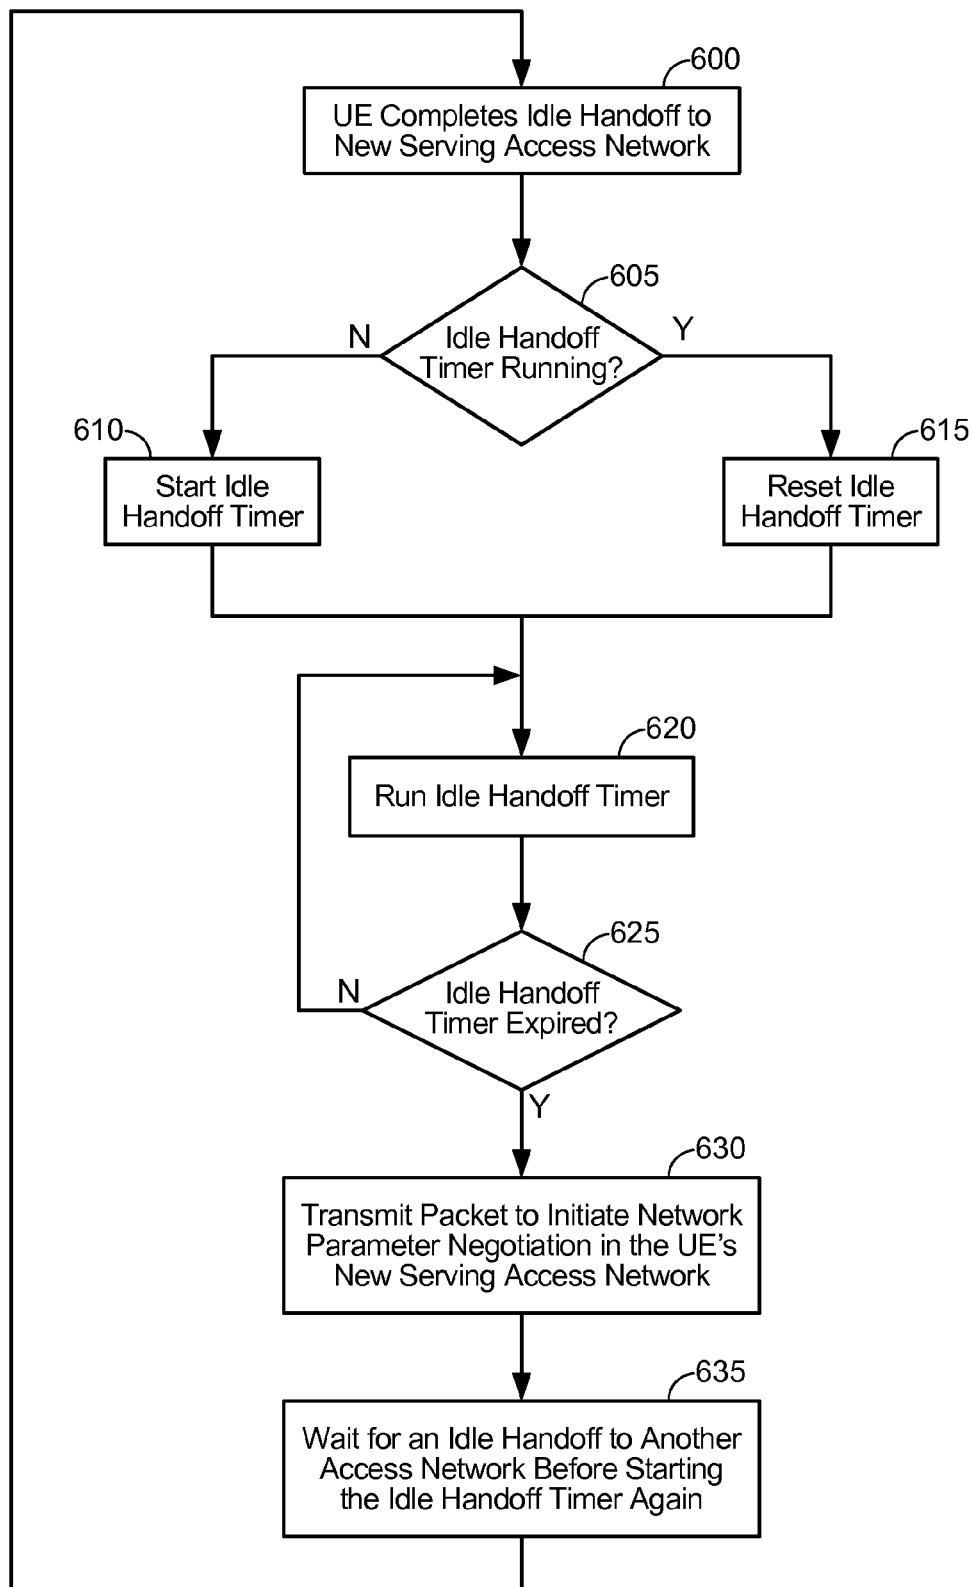 600
UE Completes Idle Handoff to
New Serving Access Network
605
N
Idle Handoff
Timer Running?
Y
610
Start Idle
Handoff Timer
615
Reset Idle
Handoff Timer
620
Run Idle Handoff Timer
625
N
Idle Handoff
Timer Expired?
Y
630
Transmit Packet to Initiate Network
Parameter Negotiation in the UE's
New Serving Access Network
635
Wait for an Idle Handoff to Another
Access Network Before Starting
the Idle Handoff Timer Again